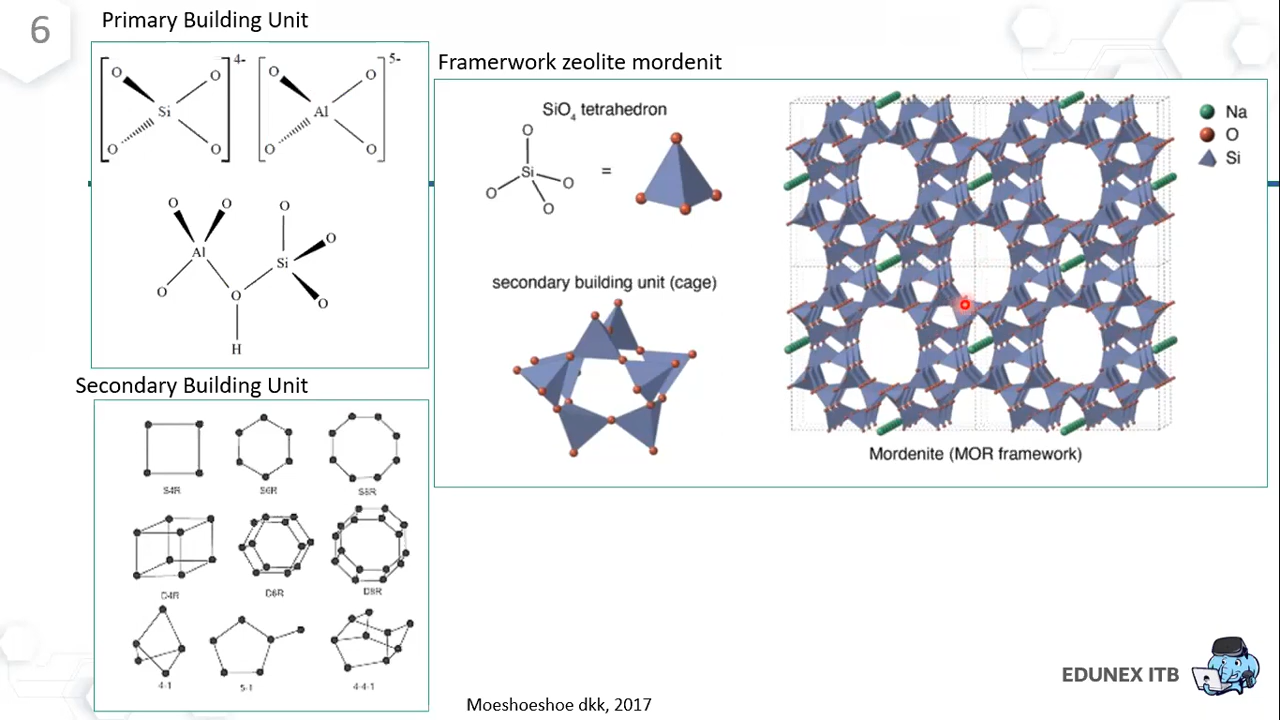 6
Primary Building Unit
O O Si O O 4-
O O Al O O 5-
O O O
Al Si O
O O O
H
Secondary Building Unit
S4R S6R S8R
D4R D6R D8R
4-1 5-1 4-4-1
Framerwork zeolite mordenit
SiO4 tetrahedron
O
Si O =
O O
secondary building unit (cage)
Na
O
Si
Mordenite (MOR framework)
Moeshoeshoe dkk, 2017
EDUNEX ITB